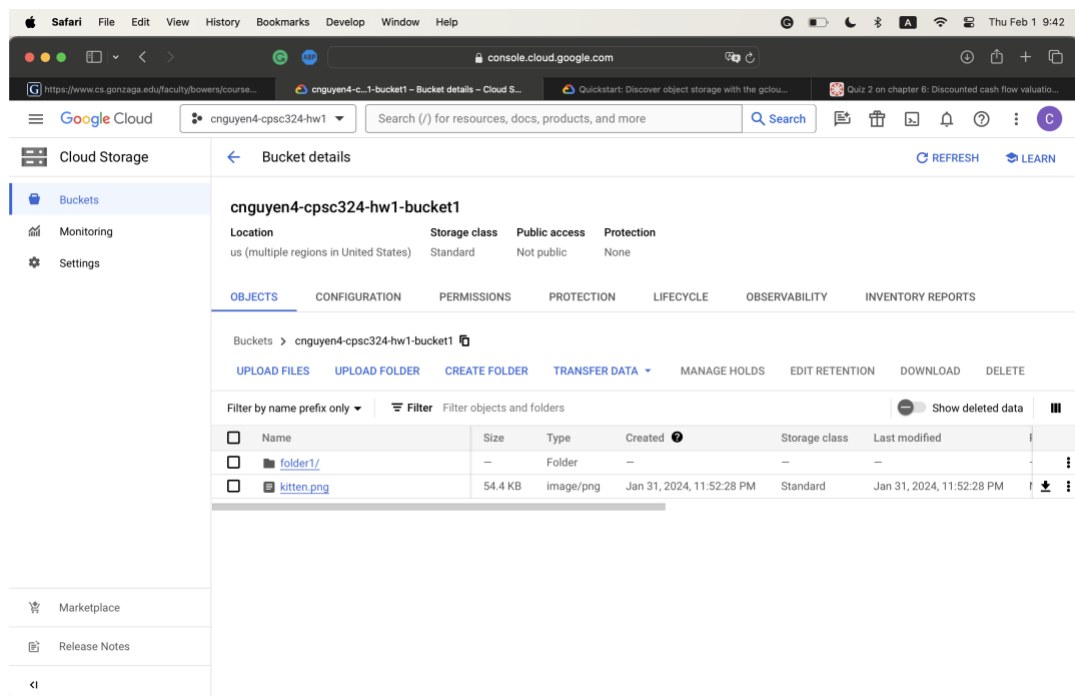 Safari File Edit View History Bookmarks Develop Window Help A Thu Feb 1 9:42
ABP console.cloud.google.com
https://www.cs.gonzaga.edu/faculty/bowers/course... cnguyen4-c...1-bucket1 – Bucket details – Cloud S... Quickstart: Discover object storage with the gclou... Quiz 2 on chapter 6: Discounted cash flow valuatio...
Google Cloud cnguyen4-cpsc324-hw1 Search (/) for resources, docs, products, and more Search C
Cloud Storage Bucket details REFRESH LEARN
Buckets
Monitoring
Settings
cnguyen4-cpsc324-hw1-bucket1
Location Storage class Public access Protection
us (multiple regions in United States) Standard Not public None
OBJECTS CONFIGURATION PERMISSIONS PROTECTION LIFECYCLE OBSERVABILITY INVENTORY REPORTS
Buckets > cnguyen4-cpsc324-hw1-bucket1
UPLOAD FILES UPLOAD FOLDER CREATE FOLDER TRANSFER DATA MANAGE HOLDS EDIT RETENTION DOWNLOAD DELETE
Filter by name prefix only Filter Filter objects and folders Show deleted data
Name Size Type Created Storage class Last modified
folder1/ — Folder — — —
kitten.png 54.4 KB image/png Jan 31, 2024, 11:52:28 PM Standard Jan 31, 2024, 11:52:28 PM
Marketplace
Release Notes